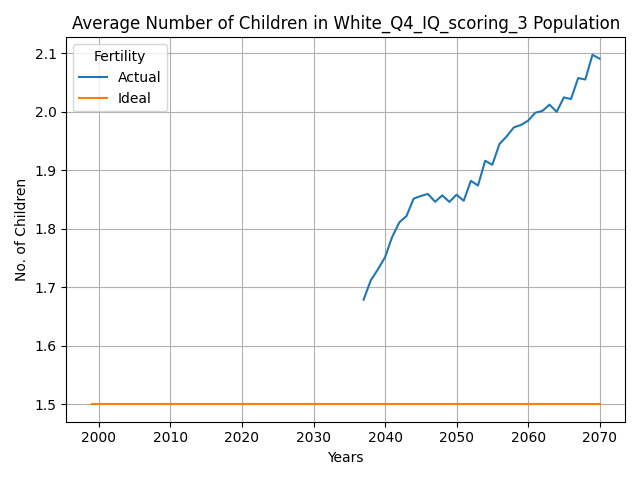 Average Number of Children in White_Q4_IQ_scoring_3 Population
Fertility
Actual
Ideal
No. of Children
2.1
2.0
1.9
1.8
1.7
1.6
1.5
2000 2010 2020 2030 2040 2050 2060 2070
Years